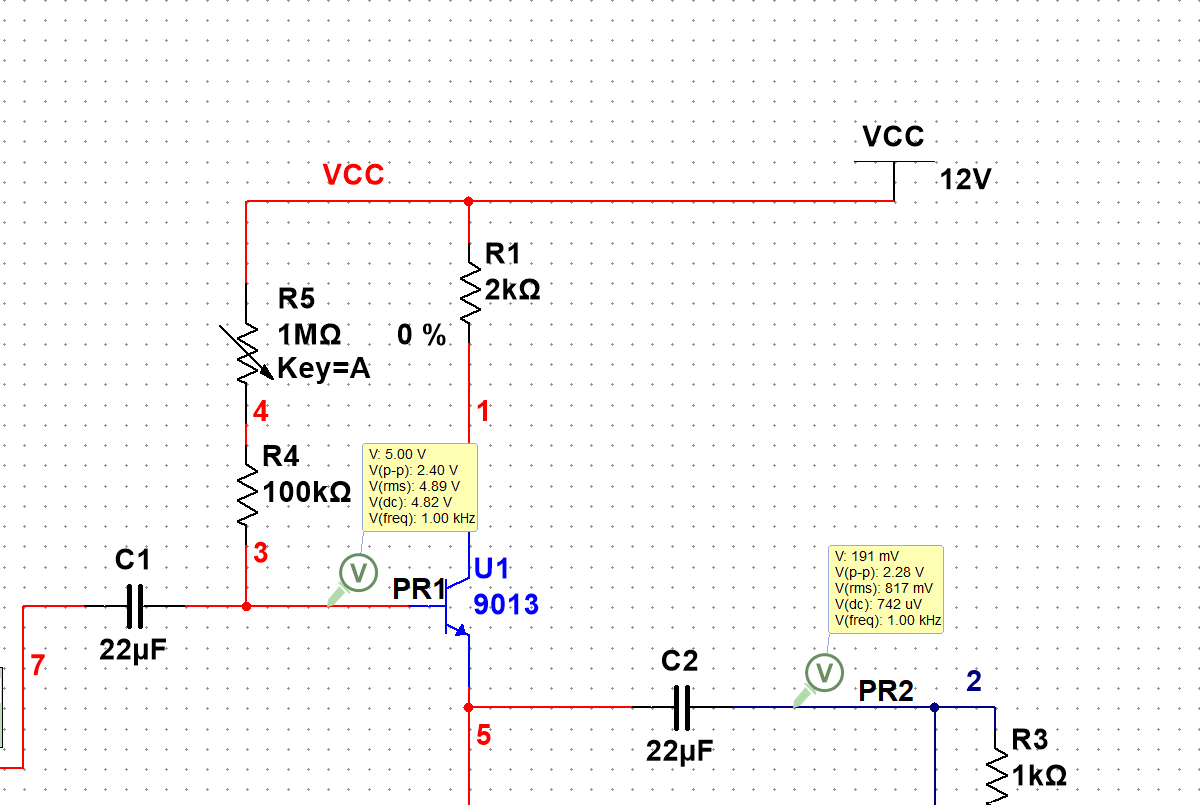 VCC
12V
VCC
R1
2kΩ
R5
1MΩ
0 %
Key=A
4
1
R4
100kΩ
V: 5.00 V
V(p-p): 2.40 V
V(rms): 4.89 V
V(dc): 4.82 V
V(freq): 1.00 kHz
3
C1
22µF
V
PR1
U1
9013
7
V: 191 mV
V(p-p): 2.28 V
V(rms): 817 mV
V(dc): 742 uV
V(freq): 1.00 kHz
C2
22µF
V
PR2
2
5
R3
1kΩ